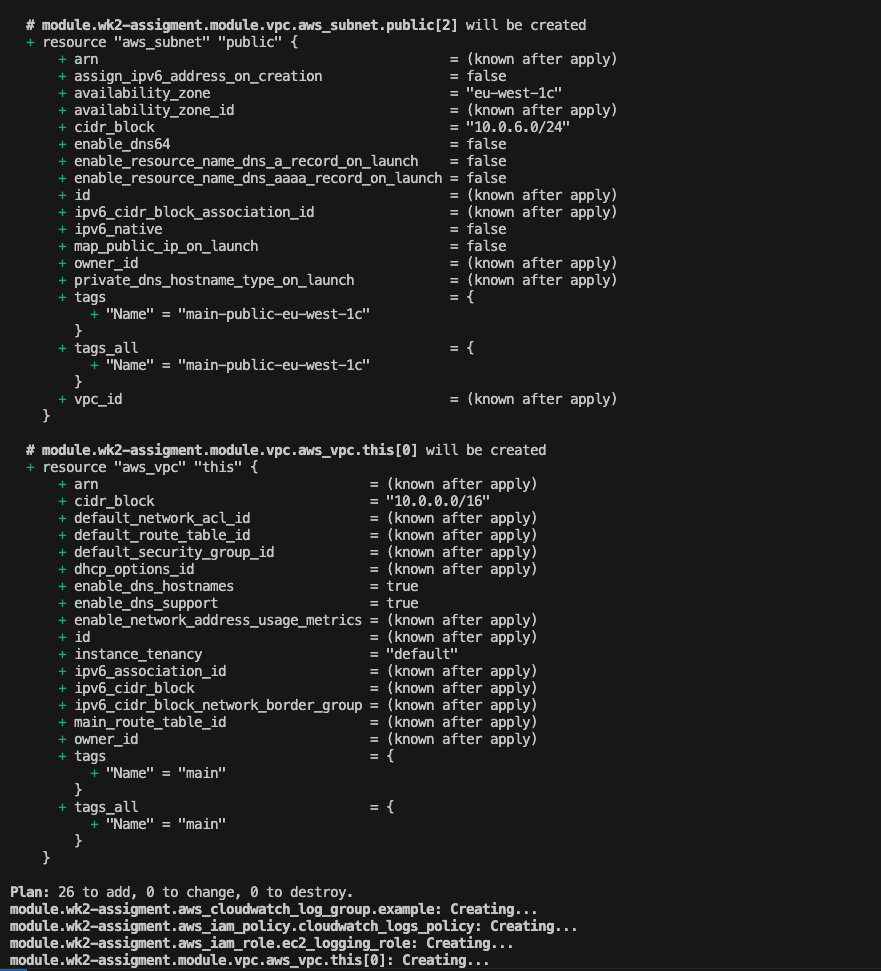 # module.wk2-assigment.module.vpc.aws_subnet.public[2] will be created
+ resource "aws_subnet" "public" {
+ arn = (known after apply)
+ assign_ipv6_address_on_creation = false
+ availability_zone = "eu-west-1c"
+ availability_zone_id = (known after apply)
+ cidr_block = "10.0.6.0/24"
+ enable_dns64 = false
+ enable_resource_name_dns_a_record_on_launch = false
+ enable_resource_name_dns_aaaa_record_on_launch = false
+ id = (known after apply)
+ ipv6_cidr_block_association_id = (known after apply)
+ ipv6_native = false
+ map_public_ip_on_launch = false
+ owner_id = (known after apply)
+ private_dns_hostname_type_on_launch = (known after apply)
+ tags = {
+ "Name" = "main-public-eu-west-1c"
}
+ tags_all = {
+ "Name" = "main-public-eu-west-1c"
}
+ vpc_id = (known after apply)
}
# module.wk2-assigment.module.vpc.aws_vpc.this[0] will be created
+ resource "aws_vpc" "this" {
+ arn = (known after apply)
+ cidr_block = "10.0.0.0/16"
+ default_network_acl_id = (known after apply)
+ default_route_table_id = (known after apply)
+ default_security_group_id = (known after apply)
+ dhcp_options_id = (known after apply)
+ enable_dns_hostnames = true
+ enable_dns_support = true
+ enable_network_address_usage_metrics = (known after apply)
+ id = (known after apply)
+ instance_tenancy = "default"
+ ipv6_association_id = (known after apply)
+ ipv6_cidr_block = (known after apply)
+ ipv6_cidr_block_network_border_group = (known after apply)
+ main_route_table_id = (known after apply)
+ owner_id = (known after apply)
+ tags = {
+ "Name" = "main"
}
+ tags_all = {
+ "Name" = "main"
}
}
Plan: 26 to add, 0 to change, 0 to destroy.
module.wk2-assigment.aws_cloudwatch_log_group.example: Creating...
module.wk2-assigment.aws_iam_policy.cloudwatch_logs_policy: Creating...
module.wk2-assigment.aws_iam_role.ec2_logging_role: Creating...
module.wk2-assigment.module.vpc.aws_vpc.this[0]: Creating...